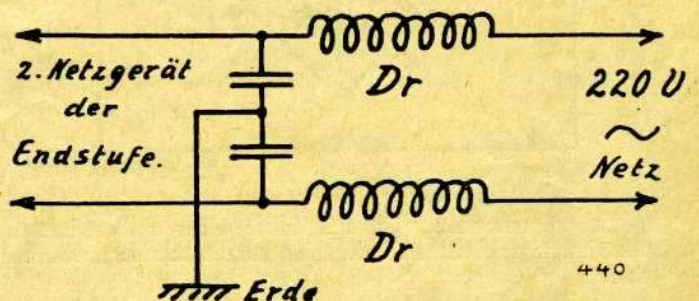 2. Netzgerät
der
Endstufe.
Dr
220 V
~
Netz
Dr
Erde
440